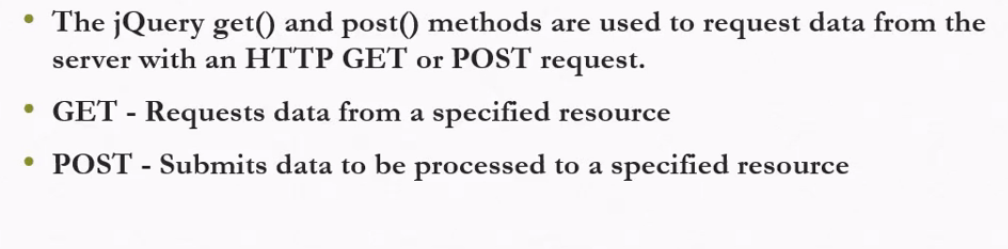 • The jQuery get() and post() methods are used to request data from the
server with an HTTP GET or POST request.
• GET - Requests data from a specified resource
• POST - Submits data to be processed to a specified resource